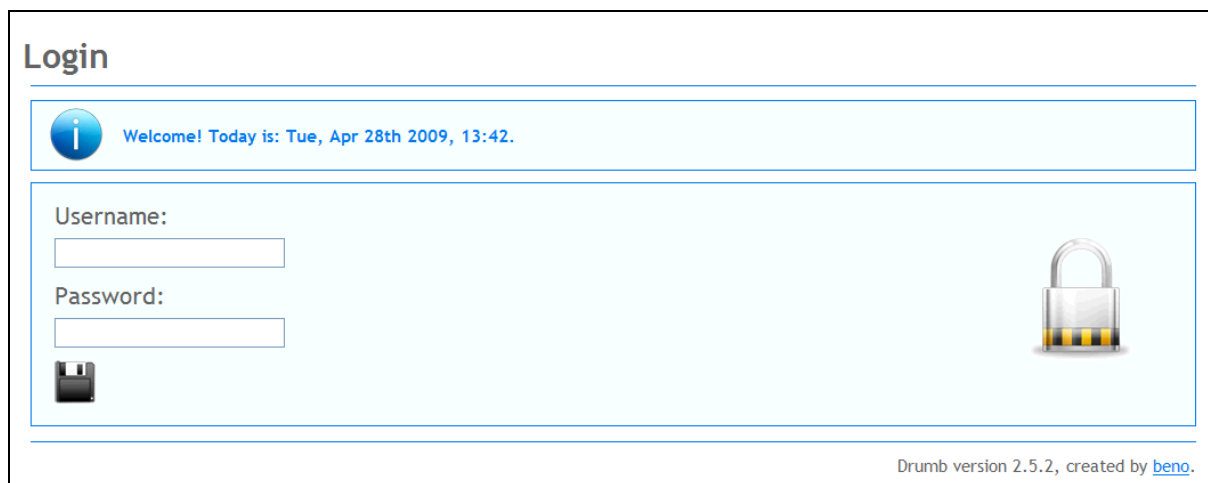 Login
Welcome! Today is: Tue, Apr 28th 2009, 13:42.
Username:
Password:
Drumb version 2.5.2, created by beno.